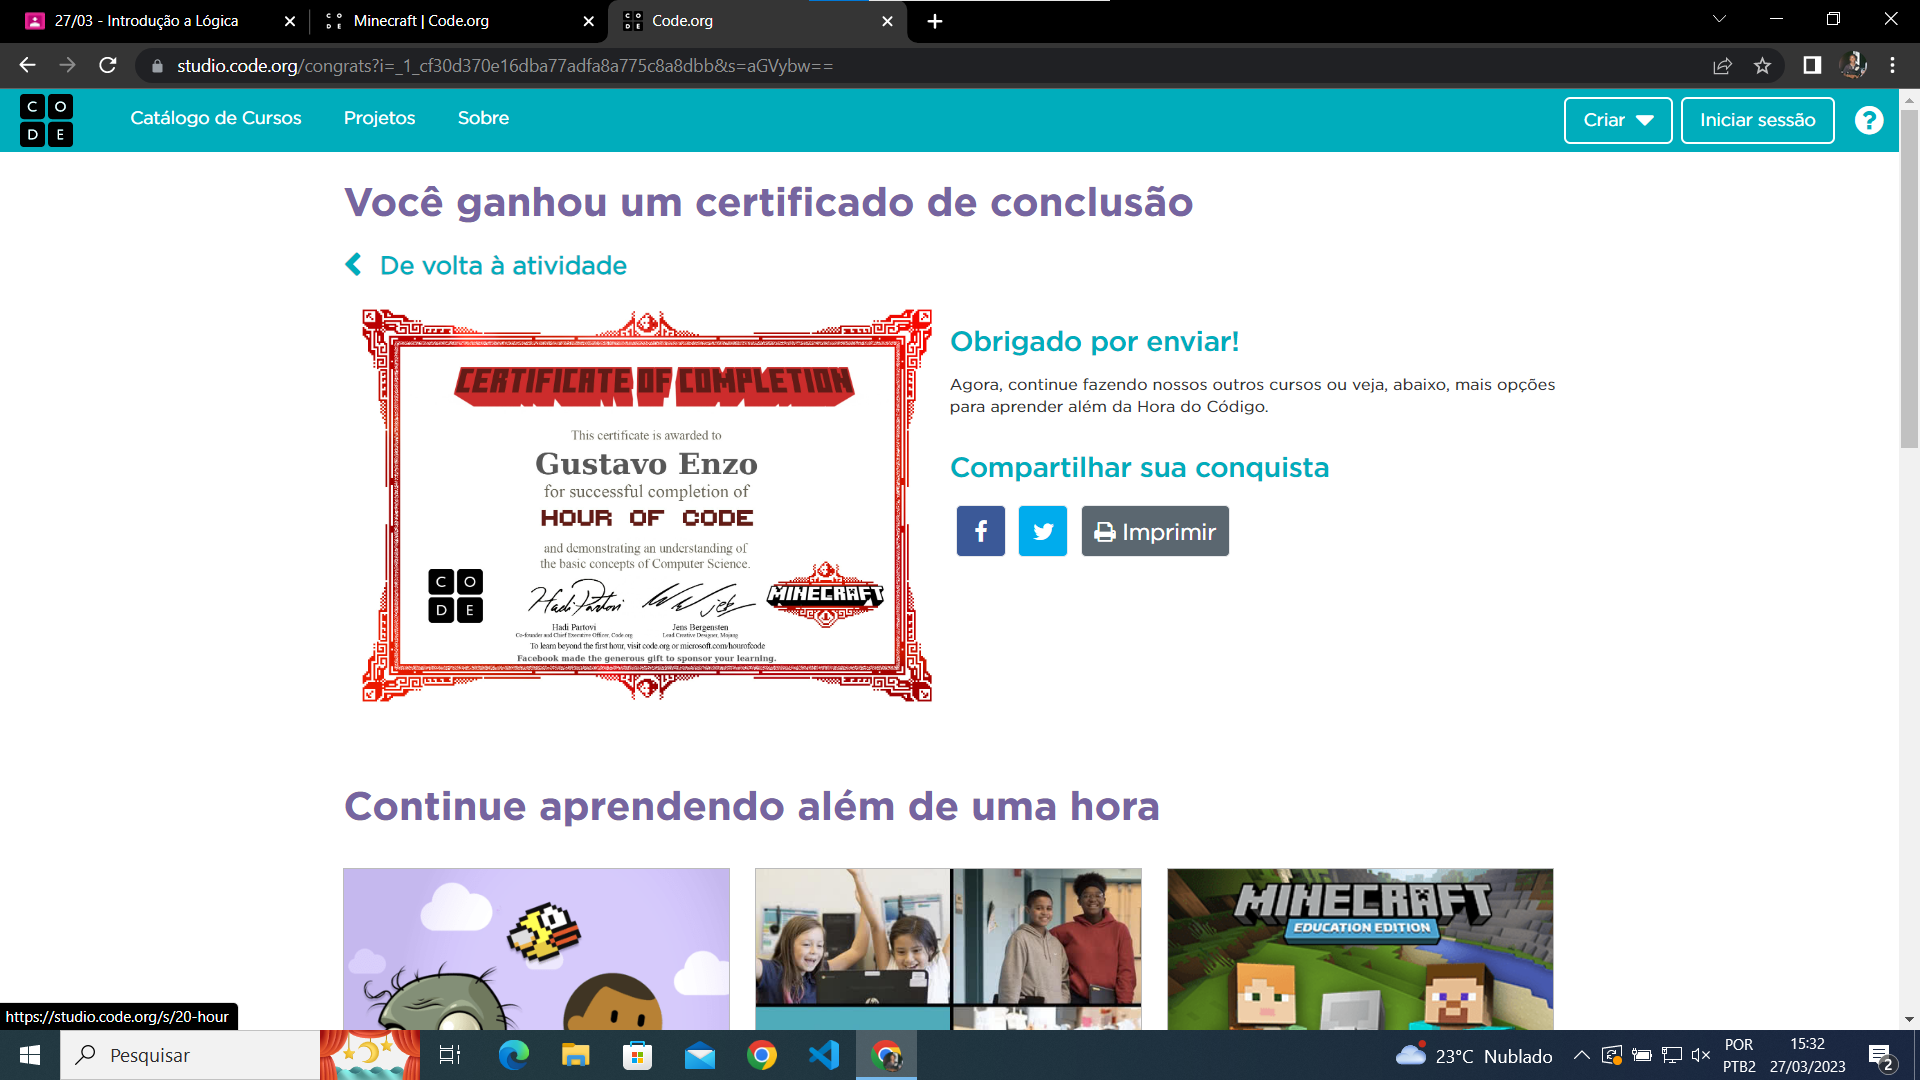 27/03 - Introdução a Lógica
Minecraft | Code.org
Code.org
studio.code.org/congrats?i=_1_cf30d370e16dba77adfa8a775c8a8dbb&s=aGVybw==
CODE
Catálogo de Cursos
Projetos
Sobre
Criar
Iniciar sessão
?
Você ganhou um certificado de conclusão
De volta à atividade
CERTIFICATE OF COMPLETION
This certificate is awarded to
Gustavo Enzo
for successful completion of
HOUR OF CODE
and demonstrating an understanding of
the basic concepts of Computer Science.
CODE
MINECRAFT
Hadi Partovi
Co-founder and Chief Executive Officer, Code.org
Jens Bergensten
Lead Creative Designer, Mojang
To learn beyond the first hour, visit code.org or microsoft.com/hourofcode
Facebook made the generous gift to sponsor your learning.
Obrigado por enviar!
Agora, continue fazendo nossos outros cursos ou veja, abaixo, mais opções
para aprender além da Hora do Código.
Compartilhar sua conquista
Imprimir
Continue aprendendo além de uma hora
MINECRAFT
EDUCATION EDITION
https://studio.code.org/s/20-hour
Pesquisar
23°C Nublado
POR
PTB2
15:32
27/03/2023
2